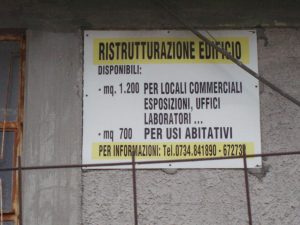 RISTRUTTURAZIONE EDIFICIO
DISPONIBILI:
- mq. 1.200 PER LOCALI COMMERCIALI
ESPOSIZIONI, UFFICI
LABORATORI ...
- mq 700 PER USI ABITATIVI
PER INFORMAZIONI: Tel.0734.841890 - 672738